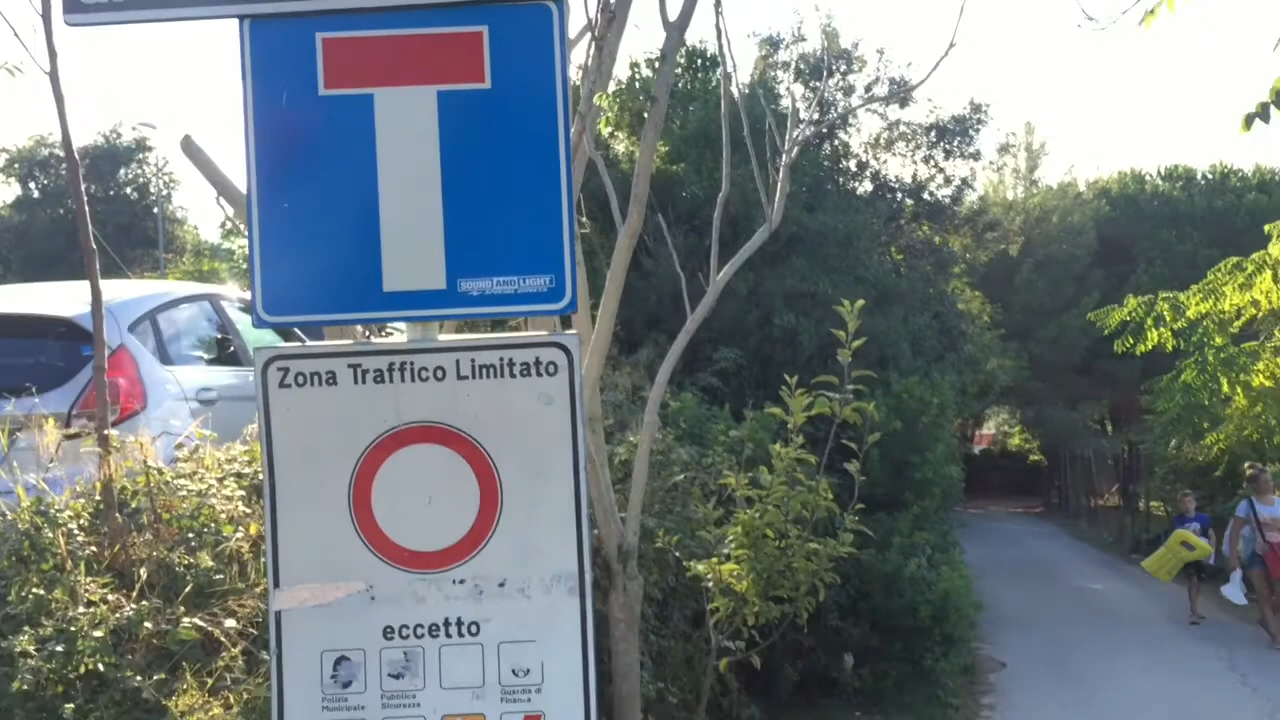 SOUND AND LIGHT
Zona Traffico Limitato
eccetto
Polizia
Municipale
Pubblica
Sicurezza
Guardia di
Finanza